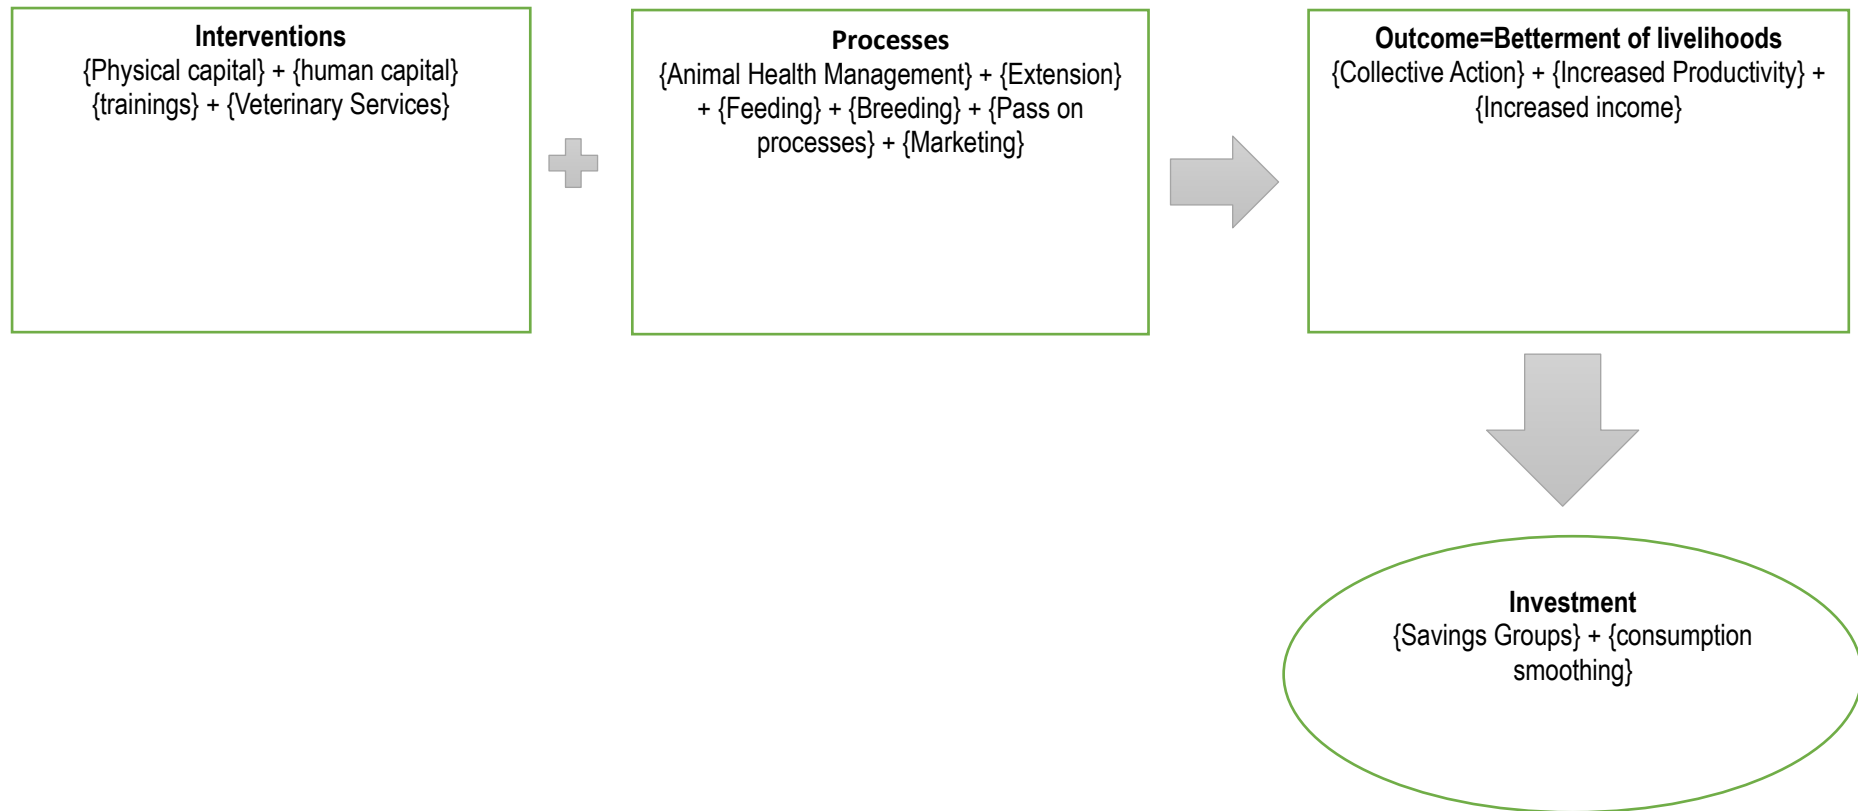 Interventions
{Physical capital} + {human capital}
{trainings} + {Veterinary Services}
Processes
{Animal Health Management} + {Extension}
+ {Feeding} + {Breeding} + {Pass on
processes} + {Marketing}
Outcome=Betterment of livelihoods
{Collective Action} + {Increased Productivity} +
{Increased income}
Investment
{Savings Groups} + {consumption
smoothing}